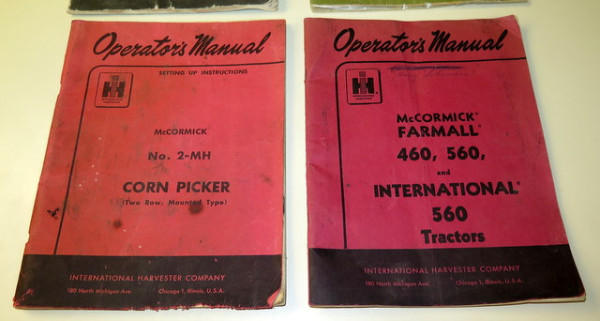 Operator's Manual
SETTING UP INSTRUCTIONS
IH
McCORMICK
No. 2-MH
CORN PICKER
(Two Row, Mounted Type)
INTERNATIONAL HARVESTER COMPANY
180 North Michigan Ave. Chicago 1, Illinois, U.S.A.
Operator's Manual
IH
McCORMICK®
FARMALL®
460, 560,
and
INTERNATIONAL®
560
Tractors
INTERNATIONAL HARVESTER COMPANY
180 North Michigan Ave. Chicago 1, Illinois, U.S.A.